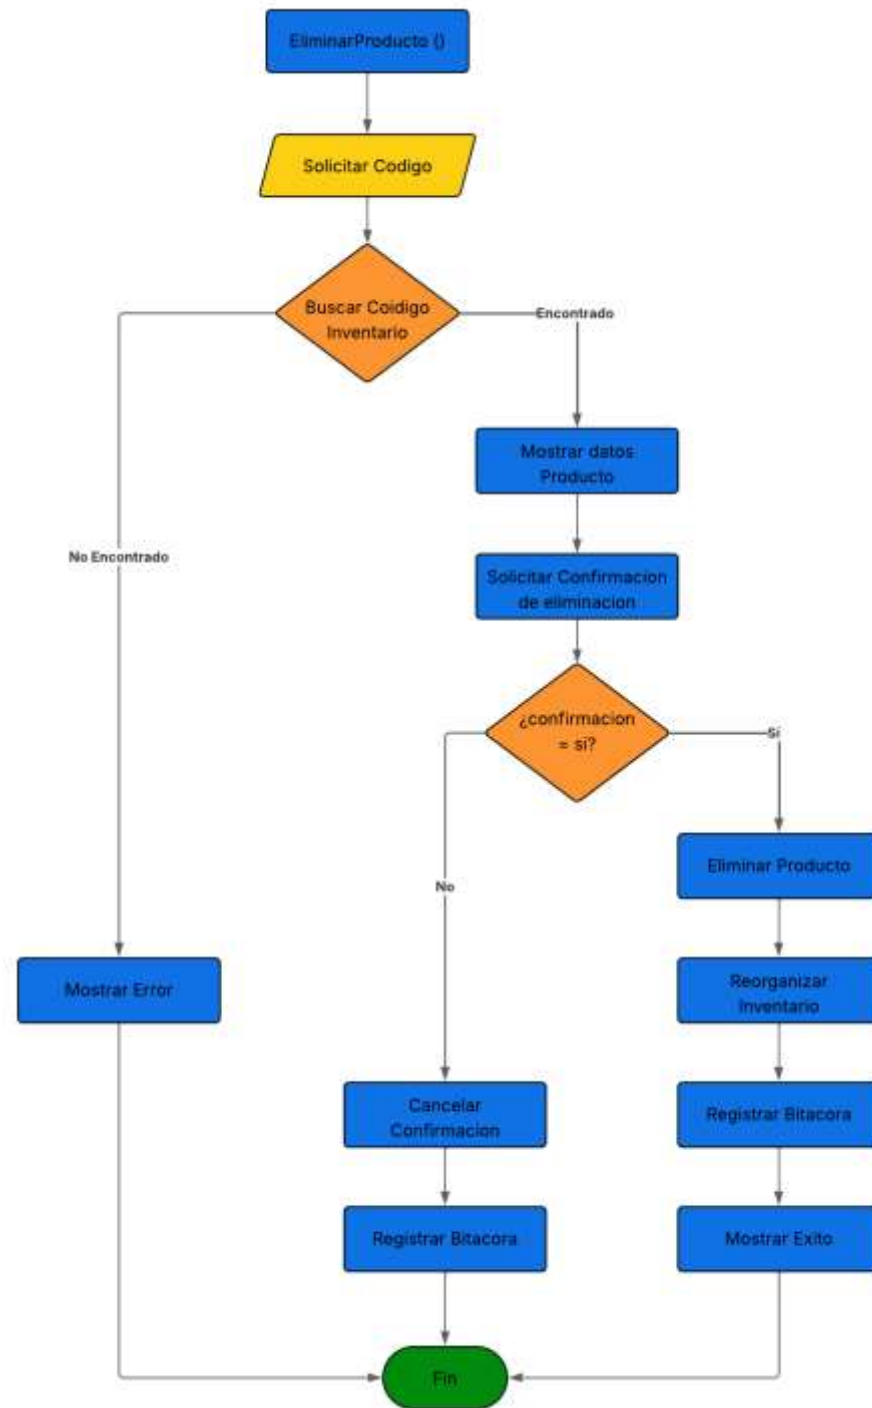 EliminarProducto ()
Solicitar Codigo
Buscar Coidigo
Inventario
Encontrado
Mostrar datos
Producto
No Encontrado
Solicitar Confirmacion
de eliminacion
¿confirmacion
= si?
Si
Eliminar Producto
No
Mostrar Error
Reorganizar
Inventario
Cancelar
Confirmacion
Registrar Bitacora
Registrar Bitacora
Mostrar Exito
Fin